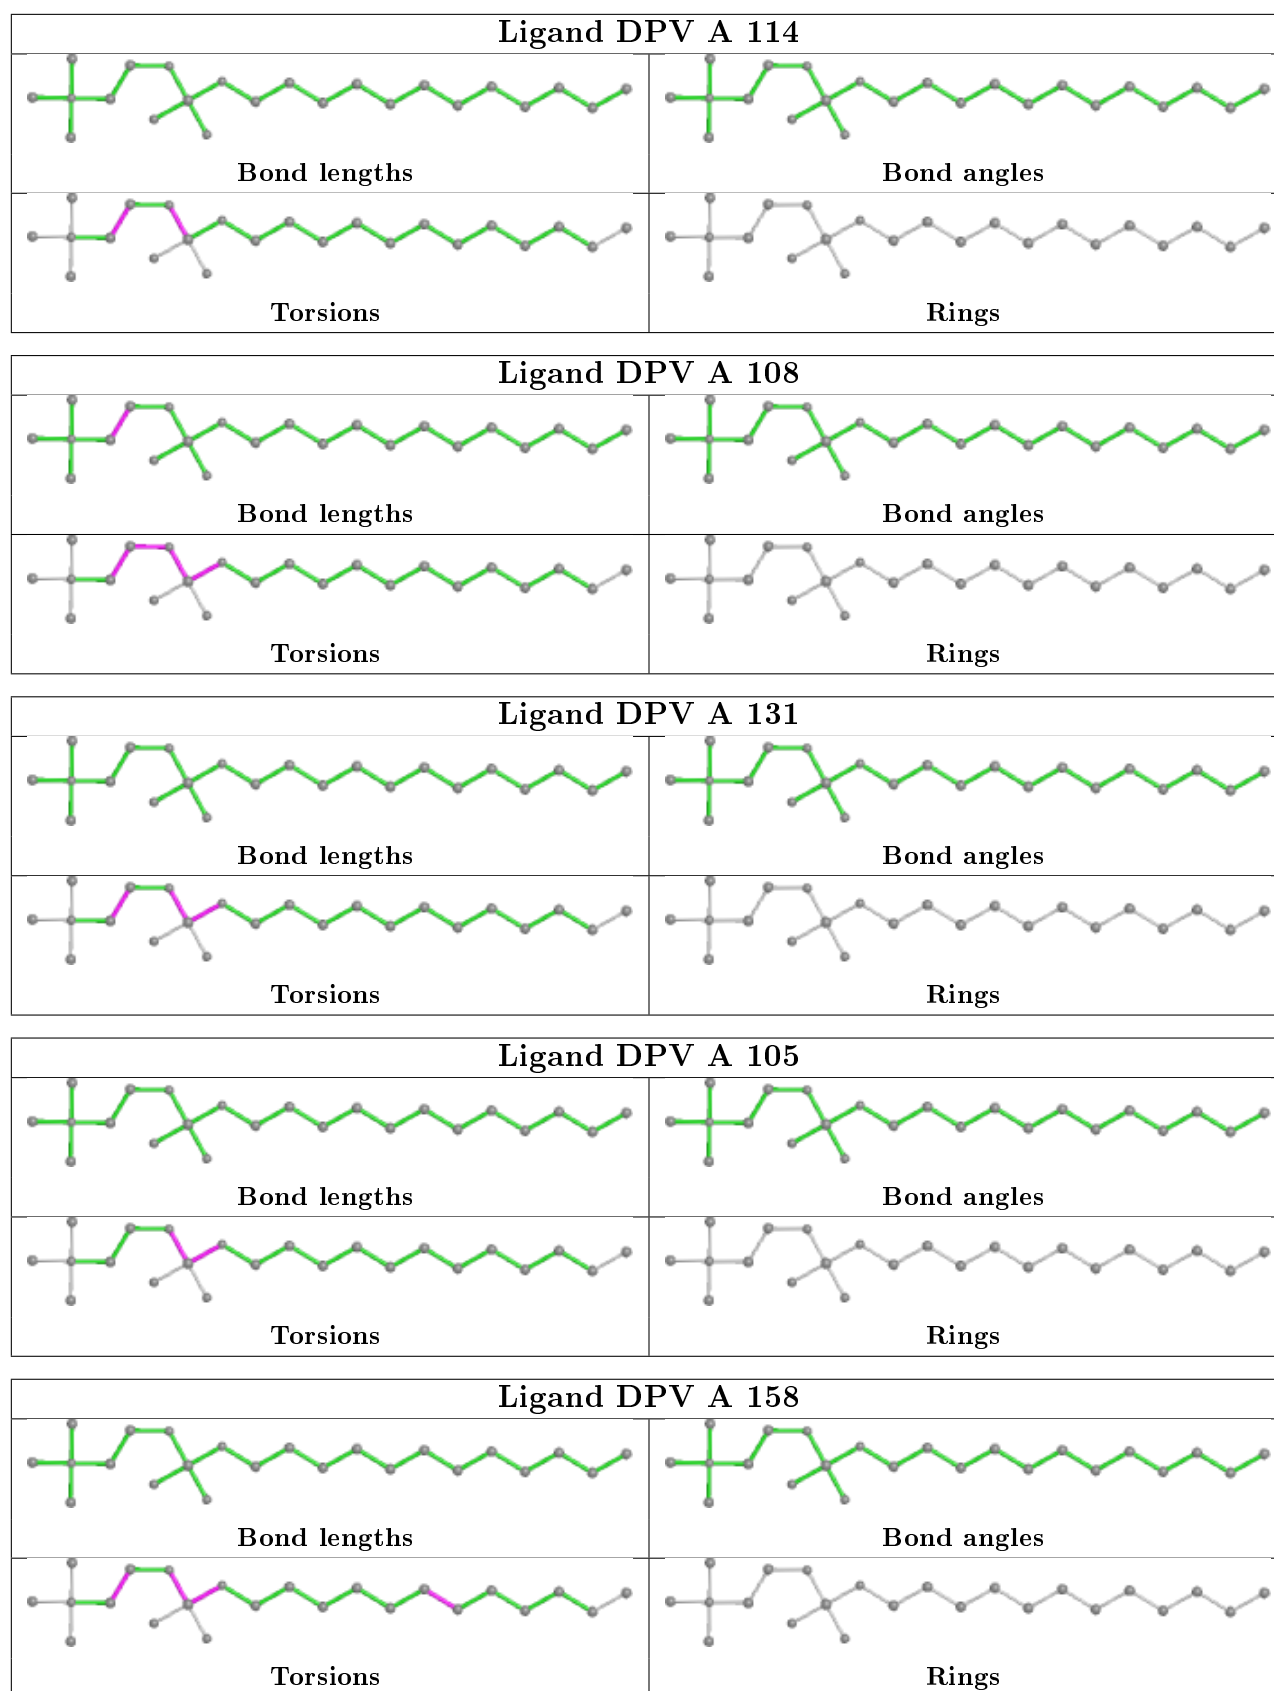 Ligand DPV A 114
Bond lengths
Bond angles
Torsions
Rings
Ligand DPV A 108
Bond lengths
Bond angles
Torsions
Rings
Ligand DPV A 131
Bond lengths
Bond angles
Torsions
Rings
Ligand DPV A 105
Bond lengths
Bond angles
Torsions
Rings
Ligand DPV A 158
Bond lengths
Bond angles
Torsions
Rings